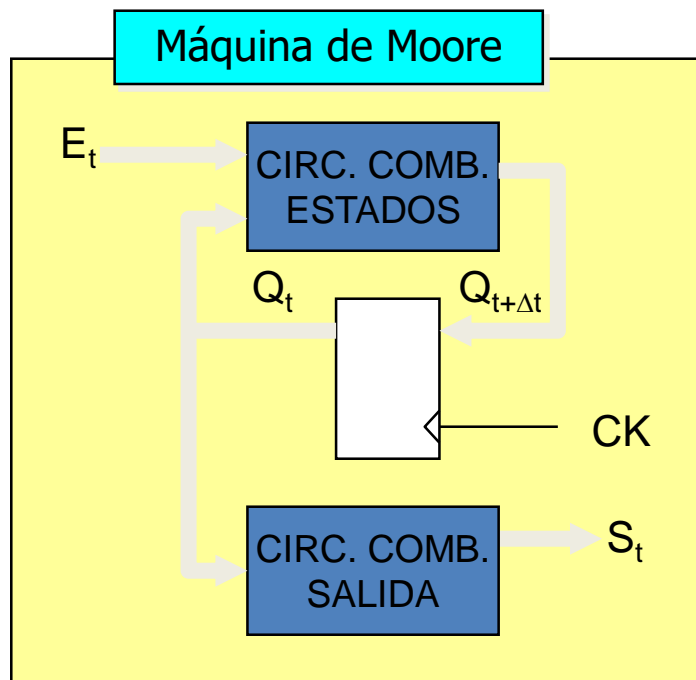 Máquina de Moore
Eₜ
CIRC. COMB.
ESTADOS
Qₜ
Qₜ₊Δₜ
CK
CIRC. COMB.
SALIDA
Sₜ